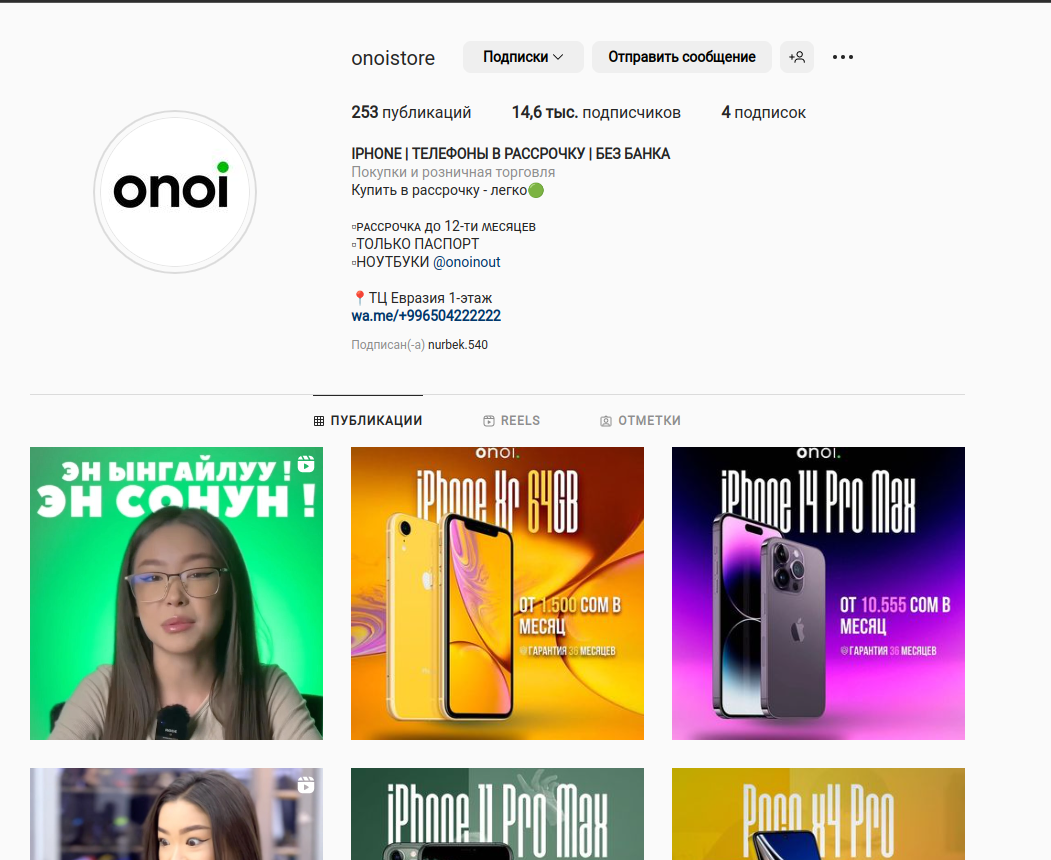 onoistore
Подписки
Отправить сообщение
253 публикаций
14,6 тыс. подписчиков
4 подписок
onoi
IPHONE | ТЕЛЕФОНЫ В РАССРОЧКУ | БЕЗ БАНКА
Покупки и розничная торговля
Купить в рассрочку - легко🟢
▫️ᴘᴀᴄᴄᴘᴏчᴋᴀ дᴏ 12-ти ʍᴇᴄяцᴇʙ
▫️ТОЛЬКО ПАСПОРТ
▫️НОУТБУКИ @onoinout
📍ТЦ Евразия 1-этаж
wa.me/+996504222222
Подписан(-а) nurbek.540
ПУБЛИКАЦИИ
REELS
ОТМЕТКИ
ЭН ЫНГАЙЛУУ !
ЭН СОНУН !
onoi.
iPhone Xr 64GB
ОТ 1.500 СОМ В
МЕСЯЦ
ГАРАНТИЯ 36 МЕСЯЦЕВ
onoi.
iPhone 14 Pro Max
ОТ 10.555 СОМ В
МЕСЯЦ
ГАРАНТИЯ 36 МЕСЯЦЕВ
iPhone 11 Pro Max
Poco x4 Pro